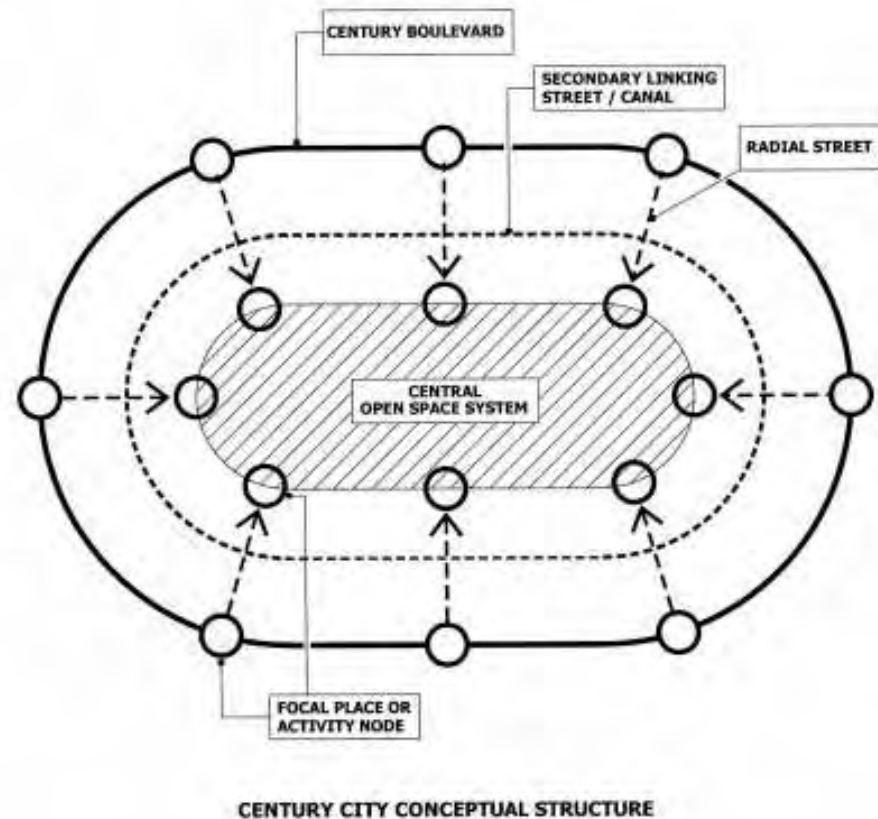 CENTURY BOULEVARD
SECONDARY LINKING
STREET / CANAL
RADIAL STREET
CENTRAL
OPEN SPACE SYSTEM
FOCAL PLACE OR
ACTIVITY NODE
CENTURY CITY CONCEPTUAL STRUCTURE